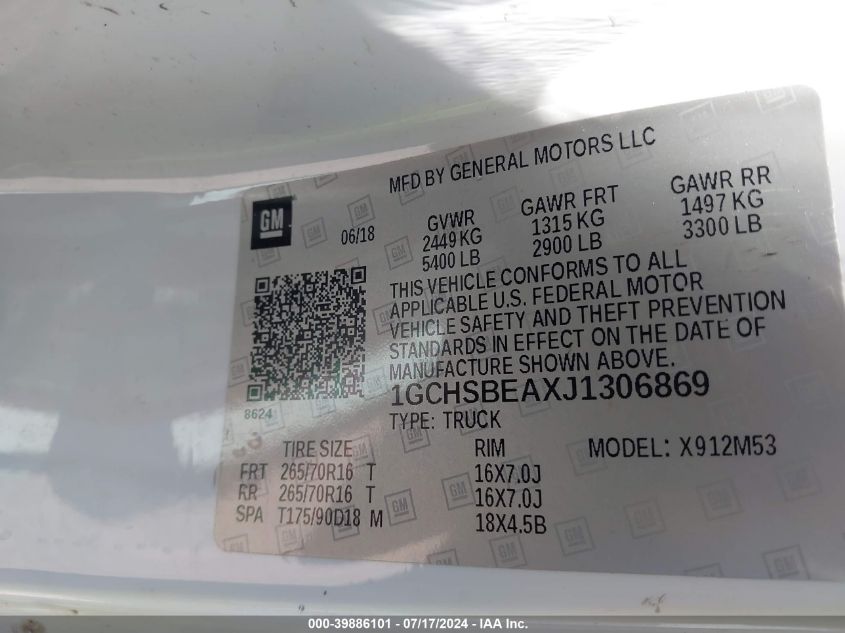 MFD BY GENERAL MOTORS LLC
GM
06/18
GVWR GAWR FRT GAWR RR
2449 KG 1315 KG 1497 KG
5400 LB 2900 LB 3300 LB
THIS VEHICLE CONFORMS TO ALL
APPLICABLE U.S. FEDERAL MOTOR
VEHICLE SAFETY AND THEFT PREVENTION
STANDARDS IN EFFECT ON THE DATE OF
MANUFACTURE SHOWN ABOVE.
1GCHSBEAXJ1306869
8624
TYPE: TRUCK
TIRE SIZE RIM MODEL: X912M53
FRT 265/70R16 T 16X7.0J
RR 265/70R16 T 16X7.0J
SPA T175/90D18 M 18X4.5B
000-39886101 - 07/17/2024 - IAA Inc.